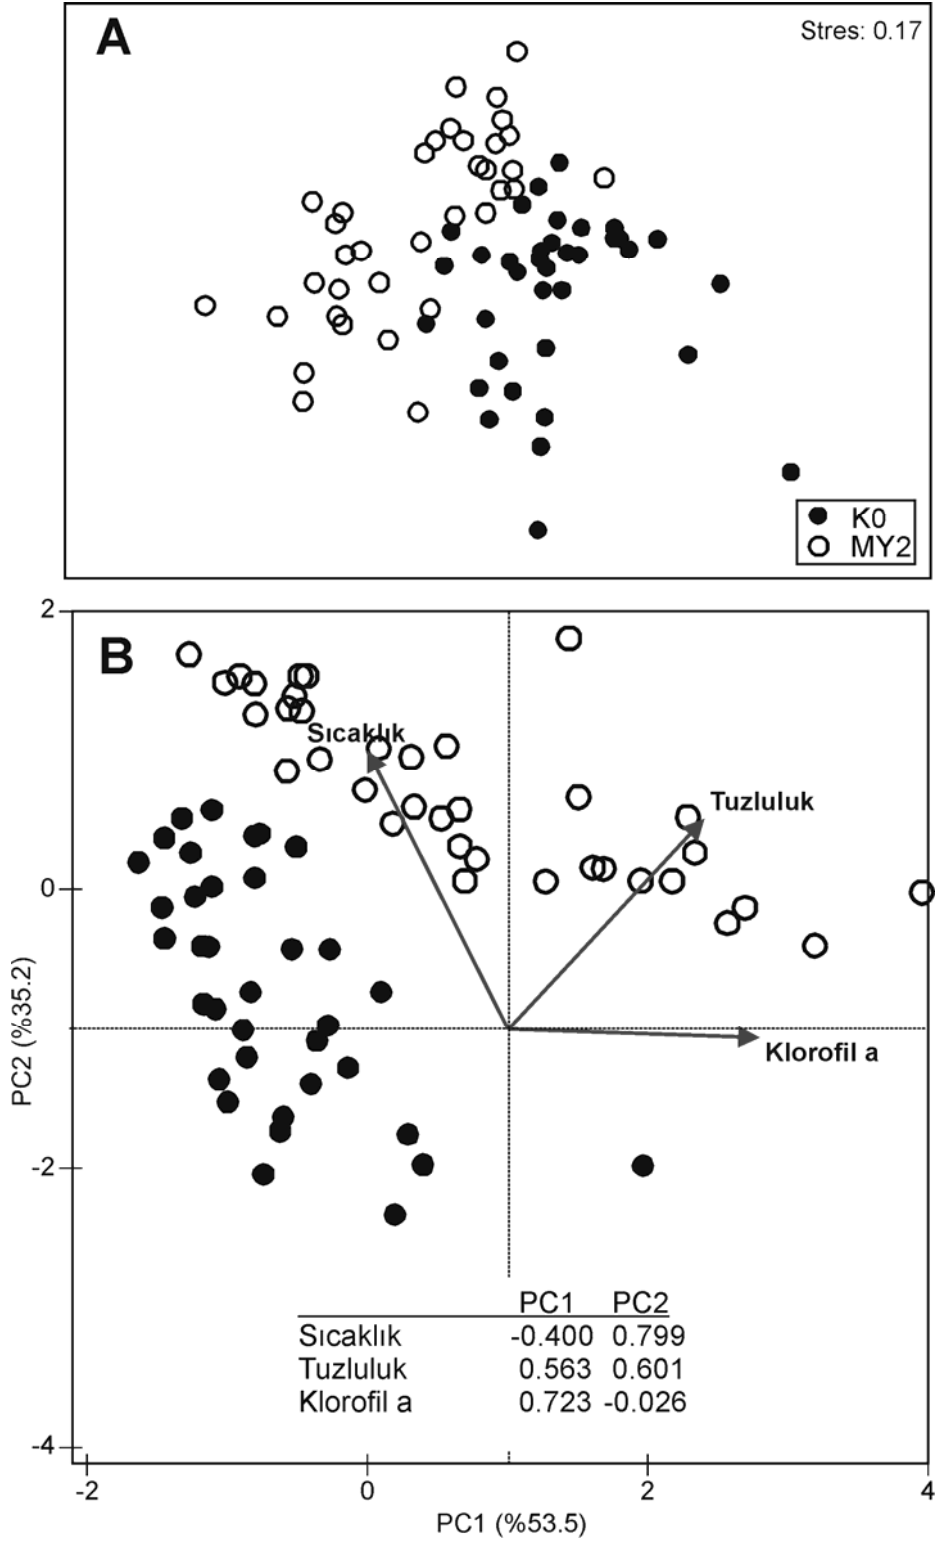 A
Stres: 0.17
K0
MY2
2
B
Sıcaklık
Tuzluluk
0
Klorofil a
PC2 (%35.2)
-2
PC1 PC2
Sıcaklık -0.400 0.799
Tuzluluk 0.563 0.601
Klorofil a 0.723 -0.026
-4
-2 0 2 4
PC1 (%53.5)